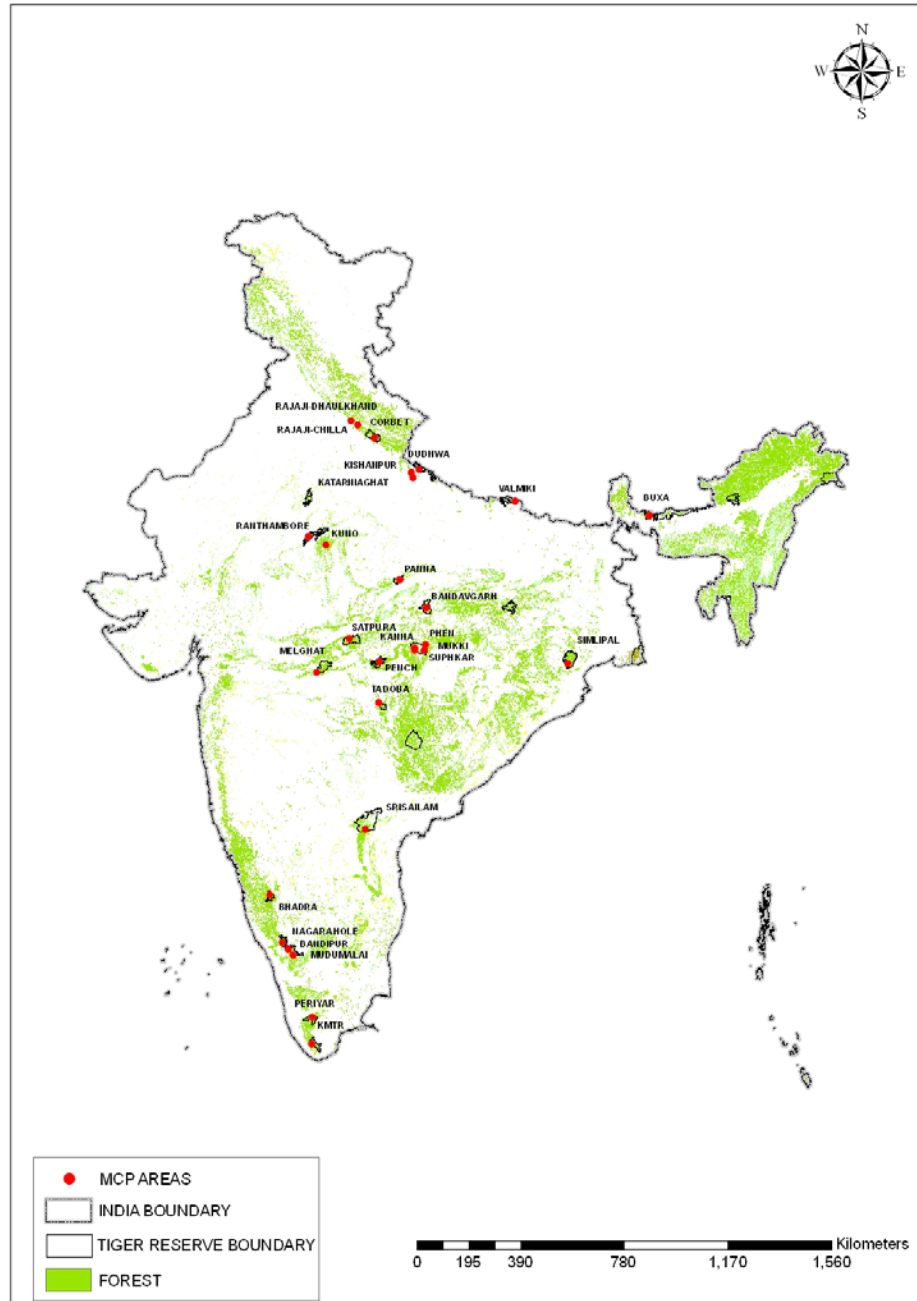 N
W E
S
RAJAJI-DHAULKHAND
CORBET
RAJAJI-CHILLA
DUDHWA
KISHANPUR
KATARNIAGHAT
VALMIKI
BUXA
RANTHAMBORE
KUNO
PANNA
BANDAVGARH
SATPURA
PHEN
KANHA
MUKKI
SIMLIPAL
MELGHAT
SUPHKAR
PENCH
TADOBA
SRISAILAM
BHADRA
NAGARAHOLE
BANDIPUR
MUDUMALAI
PERIYAR
KMTR
MCP AREAS
INDIA BOUNDARY
TIGER RESERVE BOUNDARY
FOREST
Kilometers
0 195 390 780 1,170 1,560